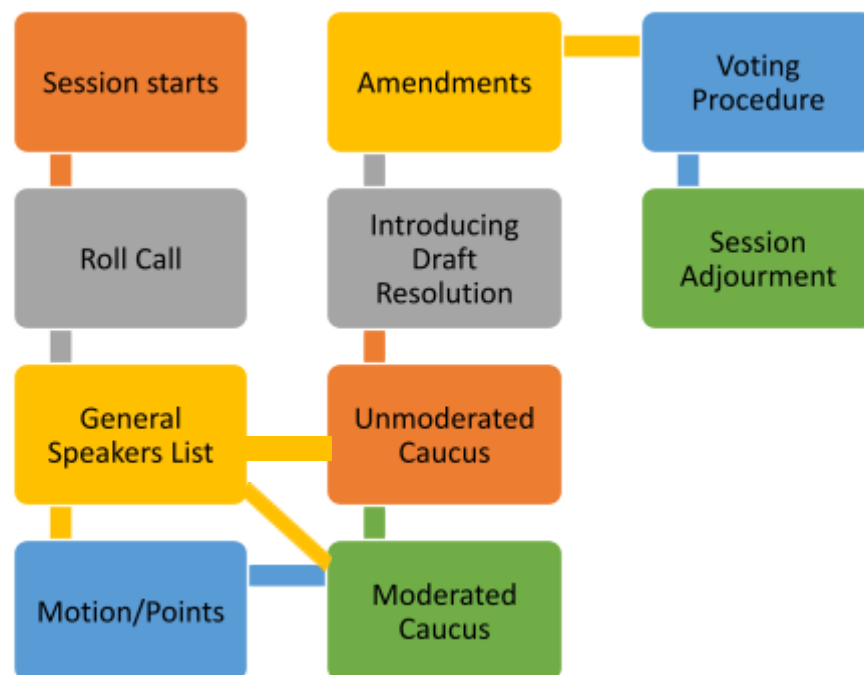 Session starts
Roll Call
General
Speakers List
Motion/Points
Moderated
Caucus
Unmoderated
Caucus
Introducing
Draft
Resolution
Amendments
Voting
Procedure
Session
Adjourment